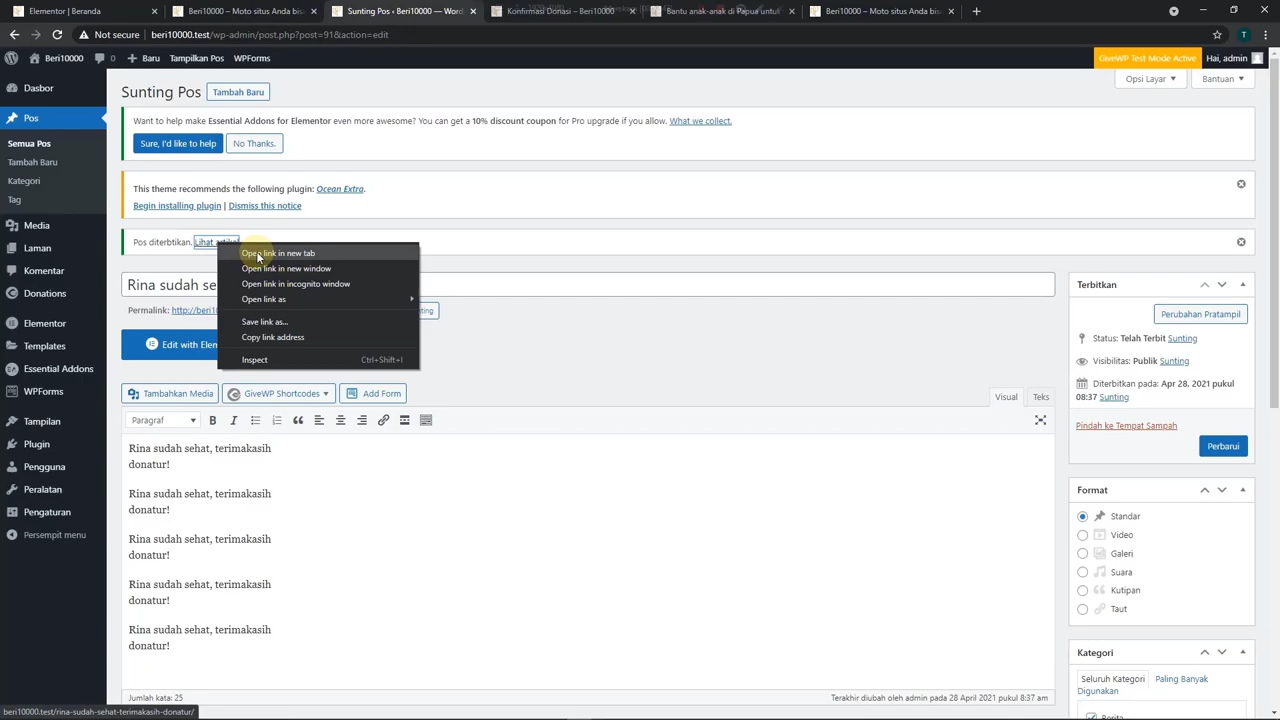 Elementor ‹ Beranda
Beri10000 – Moto situs Anda bis
Sunting Pos ‹ Beri10000 — Word
Konfirmasi Donasi – Beri10000
Bantu anak-anak di Papua untuk
Beri10000 – Moto situs Anda bis
Not secure | beri10000.test/wp-admin/post.php?post=91&action=edit
T
Beri10000
0
Baru
Tampilkan Pos
WPForms
GiveWP Test Mode Active
Hai, admin
Opsi Layar
Bantuan
Dasbor
Pos
Semua Pos
Tambah Baru
Kategori
Tag
Media
Laman
Komentar
Donations
Elementor
Templates
Essential Addons
WPForms
Tampilan
Plugin
Pengguna
Peralatan
Pengaturan
Persempit menu
Sunting Pos
Tambah Baru
Want to help make Essential Addons for Elementor even more awesome? You can get a 10% discount coupon for Pro upgrade if you allow. What we collect.
Sure, I'd like to help
No Thanks.
This theme recommends the following plugin: Ocean Extra.
Begin installing plugin | Dismiss this notice
Pos diterbtikan. Lihat artikel
Open link in new tab
Open link in new window
Open link in incognito window
Open link as
Save link as...
Copy link address
Inspect
Ctrl+Shift+I
Rina sudah se
Permalink: http://beri1
ting
Edit with Elem
Tambahkan Media
GiveWP Shortcodes
Add Form
Visual
Teks
Paragraf
Rina sudah sehat, terimakasih
donatur!
Rina sudah sehat, terimakasih
donatur!
Rina sudah sehat, terimakasih
donatur!
Rina sudah sehat, terimakasih
donatur!
Rina sudah sehat, terimakasih
donatur!
Jumlah kata: 25
Terakhir diubah oleh admin pada 28 April 2021 pukul 8:37 am
Terbitkan
Perubahan Pratampil
Status: Telah Terbit Sunting
Visibilitas: Publik Sunting
Diterbitkan pada: Apr 28, 2021 pukul
08:37 Sunting
Pindah ke Tempat Sampah
Perbarui
Format
Standar
Video
Galeri
Suara
Kutipan
Taut
Kategori
Seluruh Kategori
Paling Banyak
Digunakan
Berita
beri10000.test/rina-sudah-sehat-terimakasih-donatur/